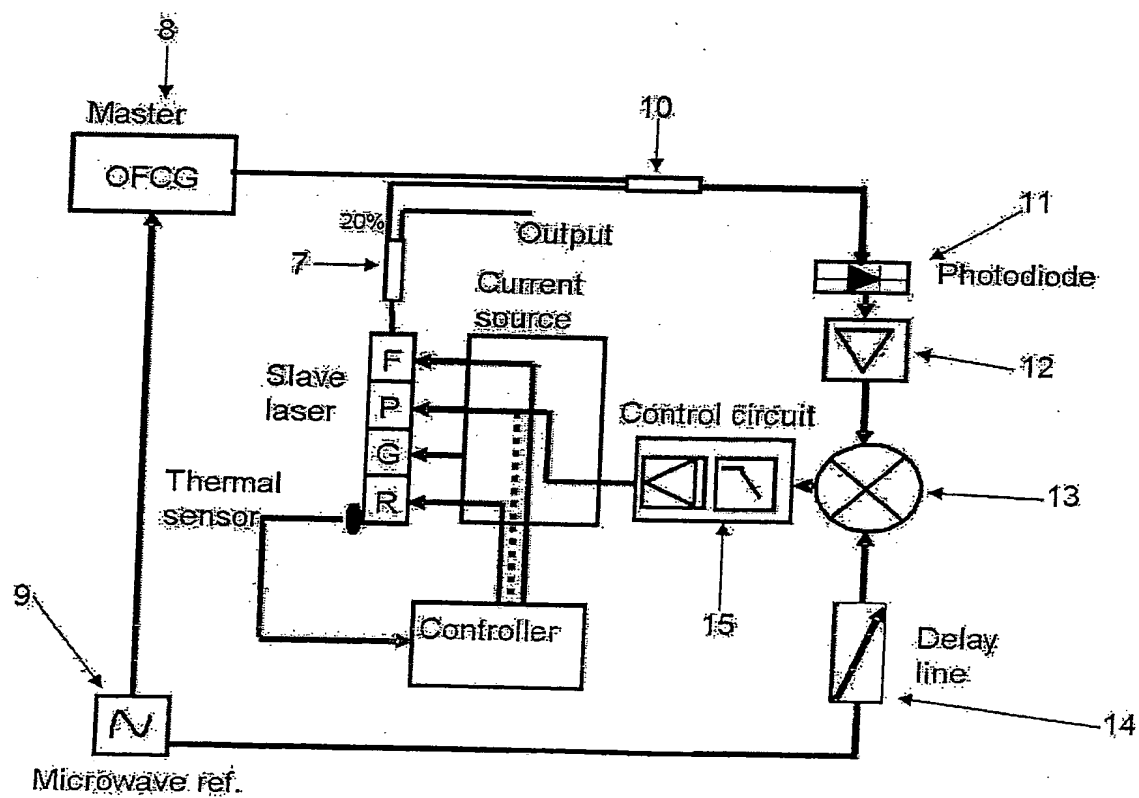 8
Master
OFCG
10
20%
Output
7
11
Photodiode
Current
source
F
P
G
R
Slave
laser
12
Control circuit
Thermal
sensor
13
15
9
Controller
Delay
line
14
Microwave ref.